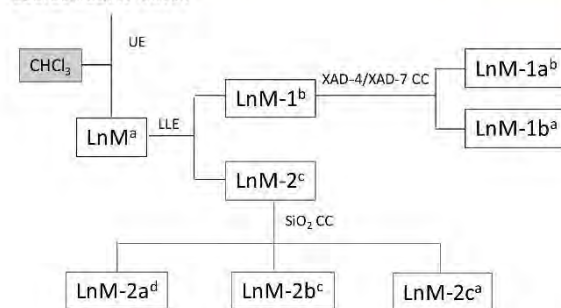 UE
CHCl₃
LnMᵃ
LLE
LnM-1ᵇ
XAD-4/XAD-7 CC
LnM-1aᵇ
LnM-1bᵃ
LnM-2ᶜ
SiO₂ CC
LnM-2aᵈ
LnM-2bᶜ
LnM-2cᵃ